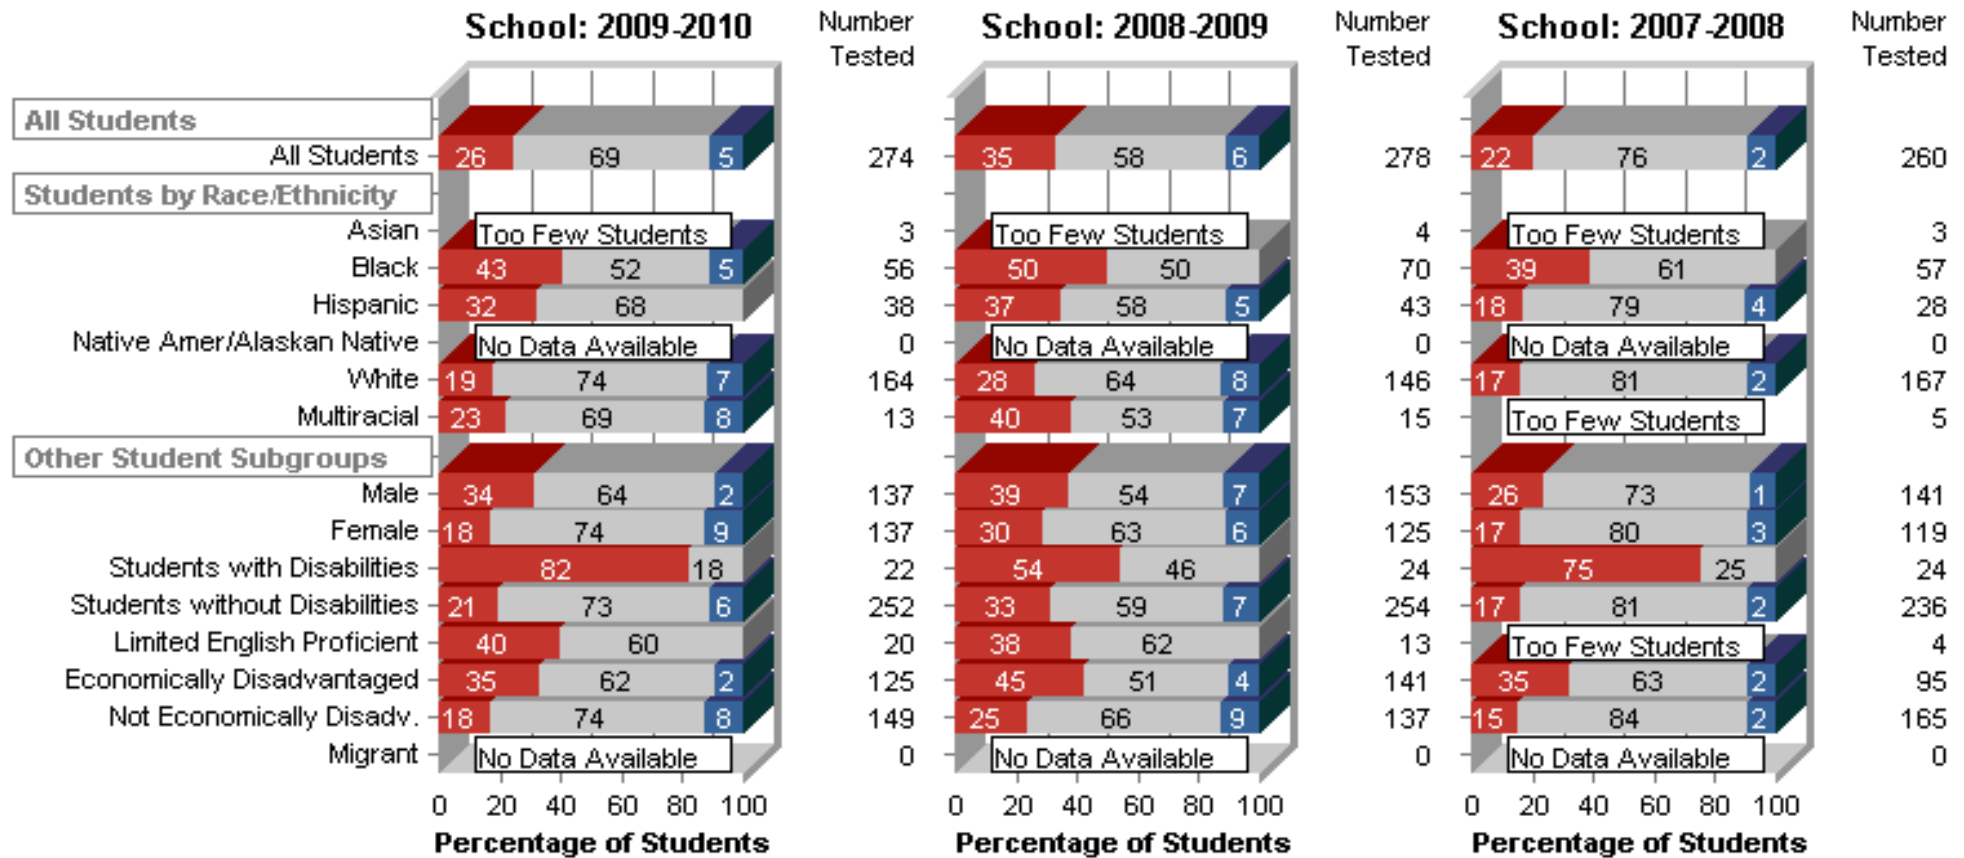 School: 2009-2010 Number Tested School: 2008-2009 Number Tested School: 2007-2008 Number Tested
All Students
All Students 26 69 5 274 35 58 6 278 22 76 2 260
Students by Race/Ethnicity
Asian Too Few Students 3 Too Few Students 4 Too Few Students 3
Black 43 52 5 56 50 50 70 39 61 57
Hispanic 32 68 38 37 58 5 43 18 79 4 28
Native Amer/Alaskan Native No Data Available 0 No Data Available 0 No Data Available 0
White 19 74 7 164 28 64 8 146 17 81 2 167
Multiracial 23 69 8 13 40 53 7 15 Too Few Students 5
Other Student Subgroups
Male 34 64 2 137 39 54 7 153 26 73 1 141
Female 18 74 9 137 30 63 6 125 17 80 3 119
Students with Disabilities 82 18 22 54 46 24 75 25 24
Students without Disabilities 21 73 6 252 33 59 7 254 17 81 2 236
Limited English Proficient 40 60 20 38 62 13 Too Few Students 4
Economically Disadvantaged 35 62 2 125 45 51 4 141 35 63 2 95
Not Economically Disadv. 18 74 8 149 25 66 9 137 15 84 2 165
Migrant No Data Available 0 No Data Available 0 No Data Available 0
0 20 40 60 80 100 0 20 40 60 80 100 0 20 40 60 80 100
Percentage of Students Percentage of Students Percentage of Students